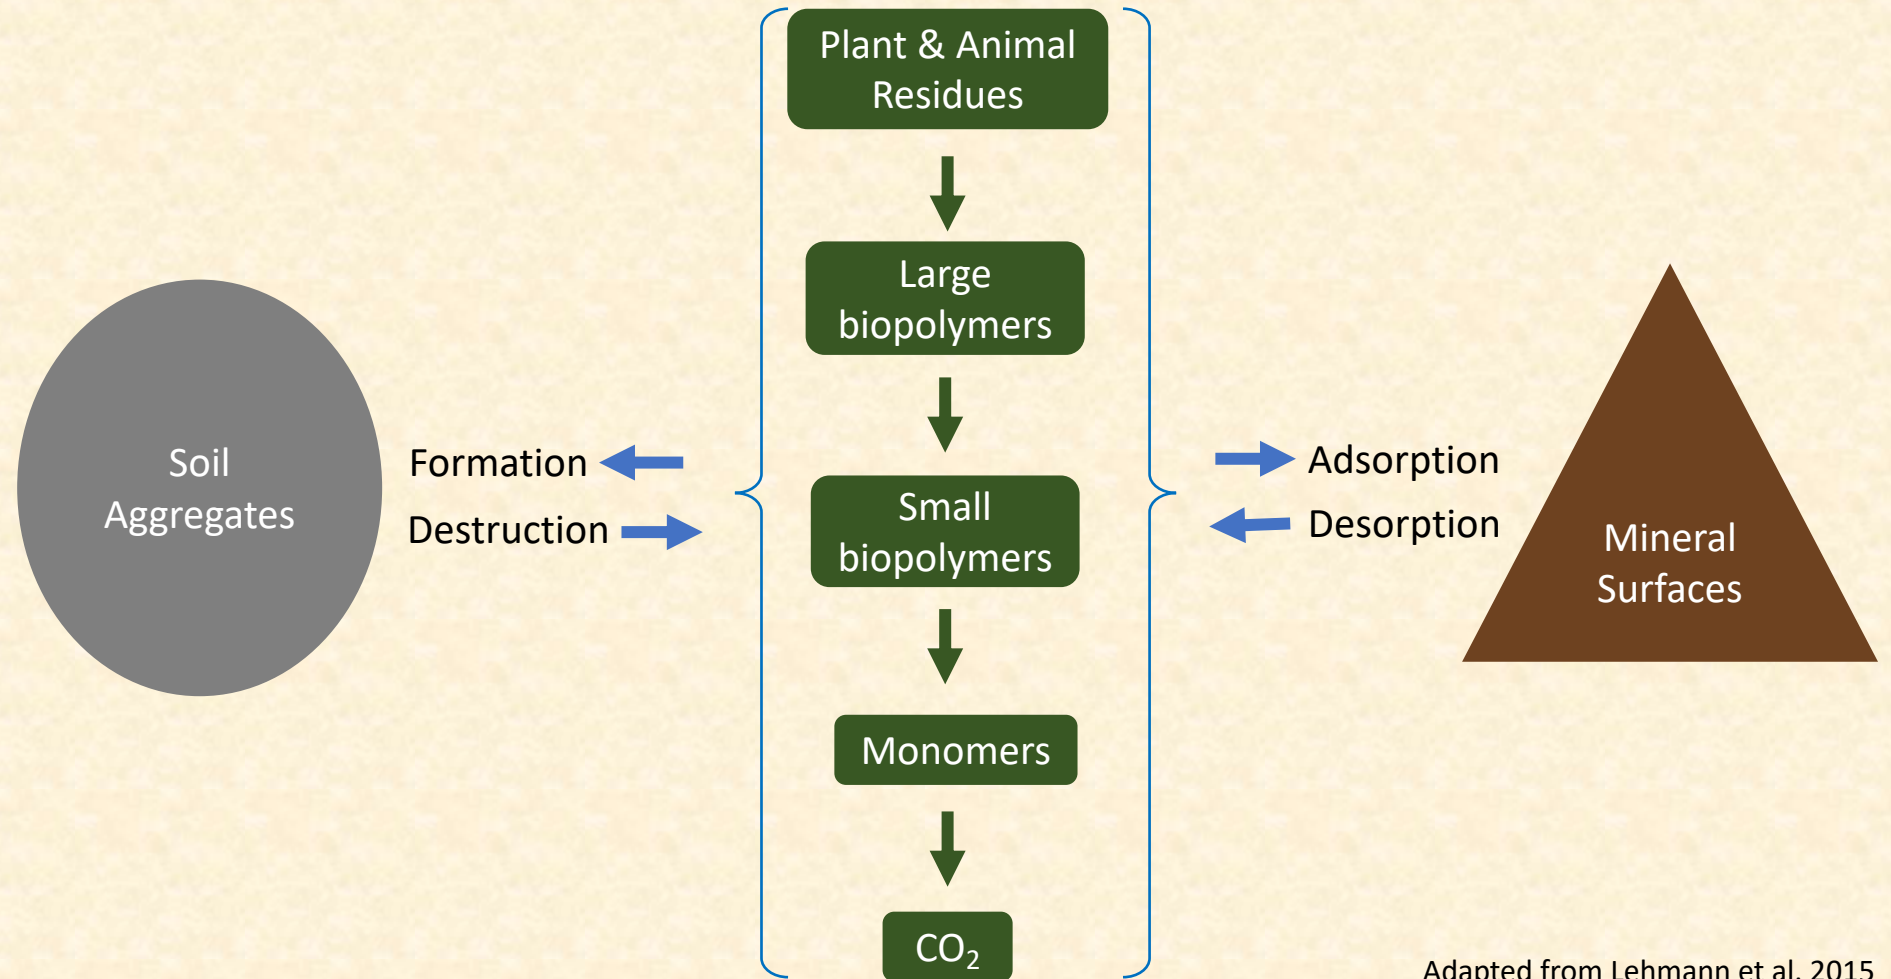 Plant & Animal
Residues
Large
biopolymers
Soil
Aggregates
Formation
Destruction
Small
biopolymers
Adsorption
Desorption
Mineral
Surfaces
Monomers
CO₂
Adapted from Lehmann et al. 2015